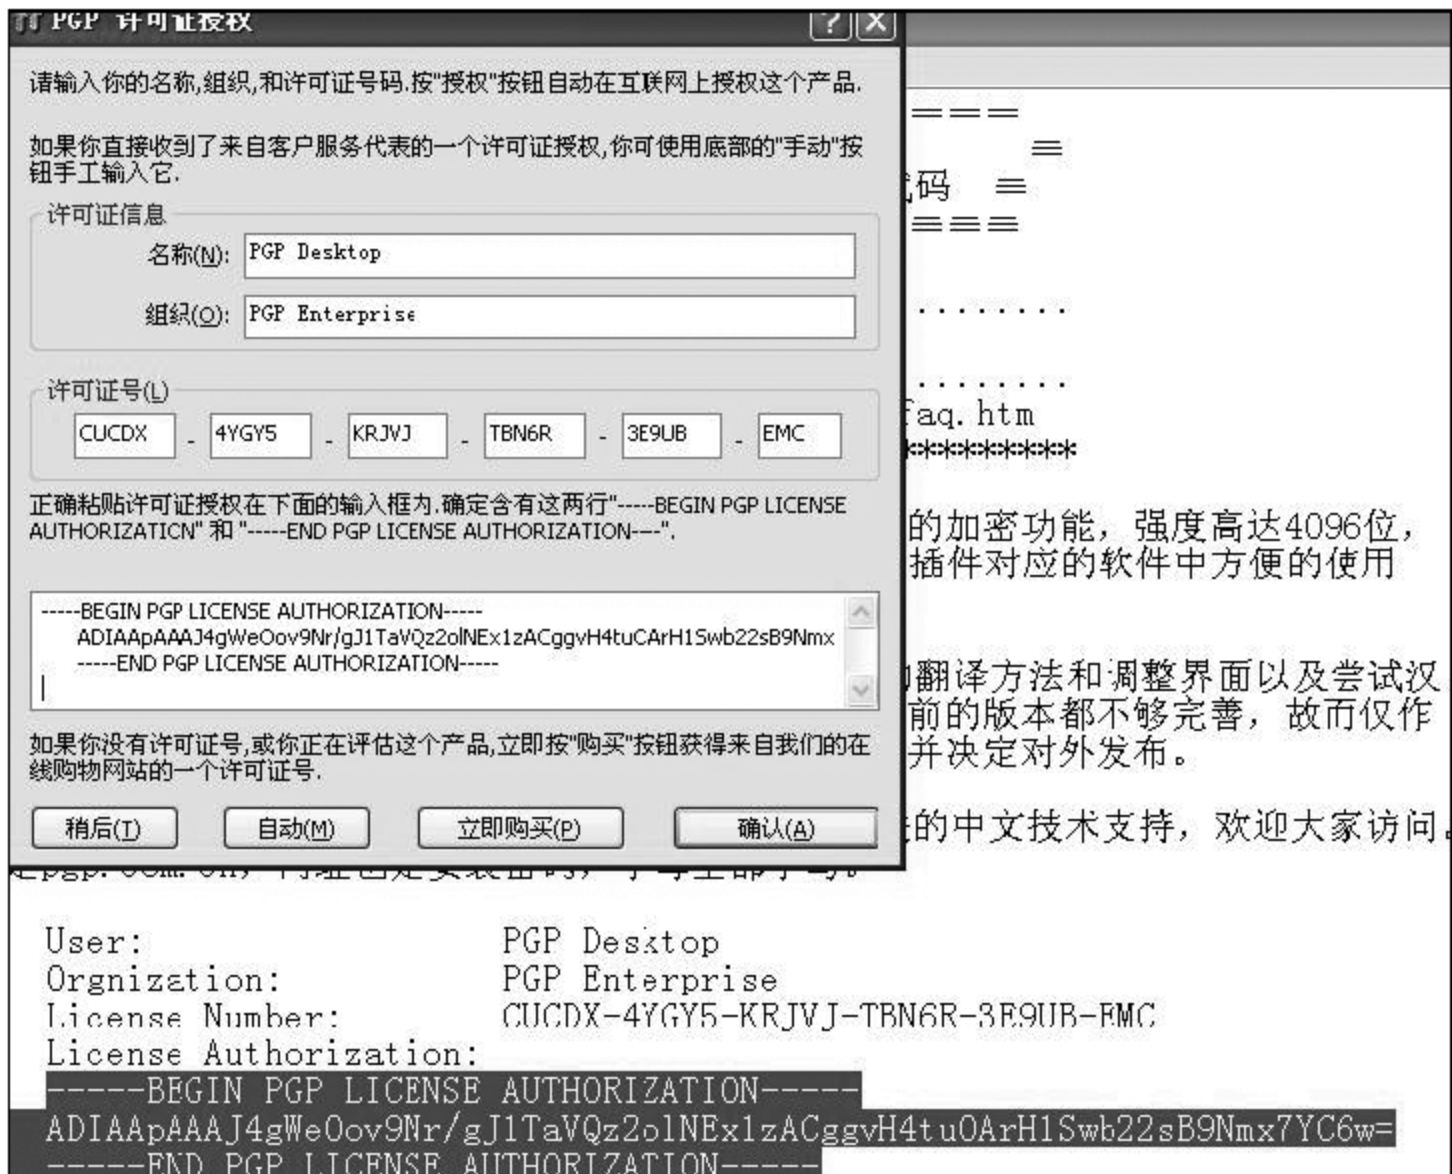 PGP 许可证授权
请输入你的名称,组织,和许可证号码.按"授权"按钮自动在互联网上授权这个产品.
如果你直接收到了来自客户服务代表的一个许可证授权,你可使用底部的"手动"按
钮手工输入它.
许可证信息
名称(N): PGP Desktop
组织(O): PGP Enterprise
许可证号(L)
CUCDX - 4YGY5 - KRJVJ - TBN6R - 3E9UB - EMC
正确粘贴许可证授权在下面的输入框内.确定含有这两行"-----BEGIN PGP LICENSE
AUTHORIZATICN" 和 "-----END PGP LICENSE AUTHORIZATION----".
-----BEGIN PGP LICENSE AUTHORIZATION-----
ADIAApAAAJ4gWeOov9Nr/gJ1TaVQz2olNEx1zACggvH4tuCArH1Swb22sB9Nmx
-----END PGP LICENSE AUTHORIZATION-----
如果你没有许可证号,或你正在评估这个产品,立即按"购买"按钮获得来自我们的在
线购物网站的一个许可证号.
稍后(T) 自动(M) 立即购买(P) 确认(A)
====
=
码 =
====
........
........
faq.htm
**********
的加密功能，强度高达4096位，
插件对应的软件中方便的使用
翻译方法和调整界面以及尝试汉
前的版本都不够完善，故而仅作
并决定对外发布。
的中文技术支持，欢迎大家访问。
User: PGP Desktop
Orgnization: PGP Enterprise
License Number: CUCDX-4YGY5-KRJVJ-TBN6R-3E9UB-EMC
License Authorization:
-----BEGIN PGP LICENSE AUTHORIZATION-----
ADIAApAAAJ4gWeOov9Nr/gJ1TaVQz2olNEx1zACggvH4tuOArH1Swb22sB9Nmx7YC6w=
-----END PGP LICENSE AUTHORIZATION-----